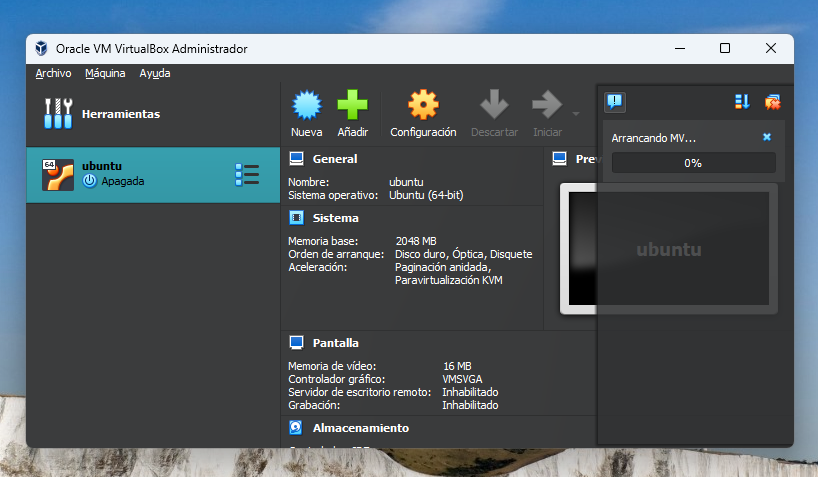 Oracle VM VirtualBox Administrador
Archivo Máquina Ayuda
Herramientas
64
ubuntu
Apagada
Nueva Añadir Configuración Descartar Iniciar
General
Nombre: ubuntu
Sistema operativo: Ubuntu (64-bit)
Sistema
Memoria base: 2048 MB
Orden de arranque: Disco duro, Óptica, Disquete
Aceleración: Paginación anidada,
Paravirtualización KVM
Pantalla
Memoria de vídeo: 16 MB
Controlador gráfico: VMSVGA
Servidor de escritorio remoto: Inhabilitado
Grabación: Inhabilitado
Almacenamiento
Prev
ubuntu
Arrancando MV...
0%